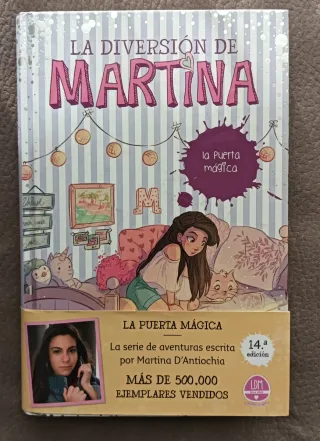 LA DIVERSIÓN DE
MARTINA
la puerta
mágica
M
LA PUERTA MÁGICA
La serie de aventuras escrita
por Martina D'Antiochia
MÁS DE 500.000
EJEMPLARES VENDIDOS
14.ª
edición
LDM